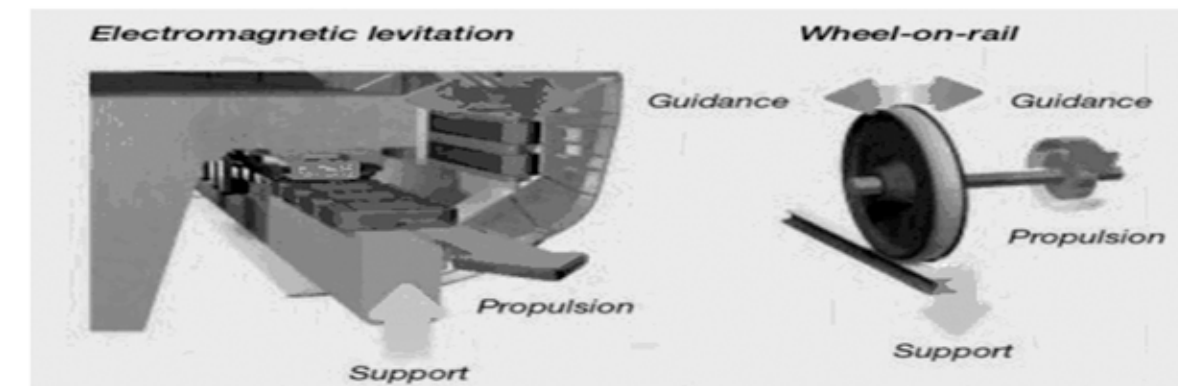 Electromagnetic levitation
Wheel-on-rail
Guidance
Guidance
Propulsion
Propulsion
Support
Support